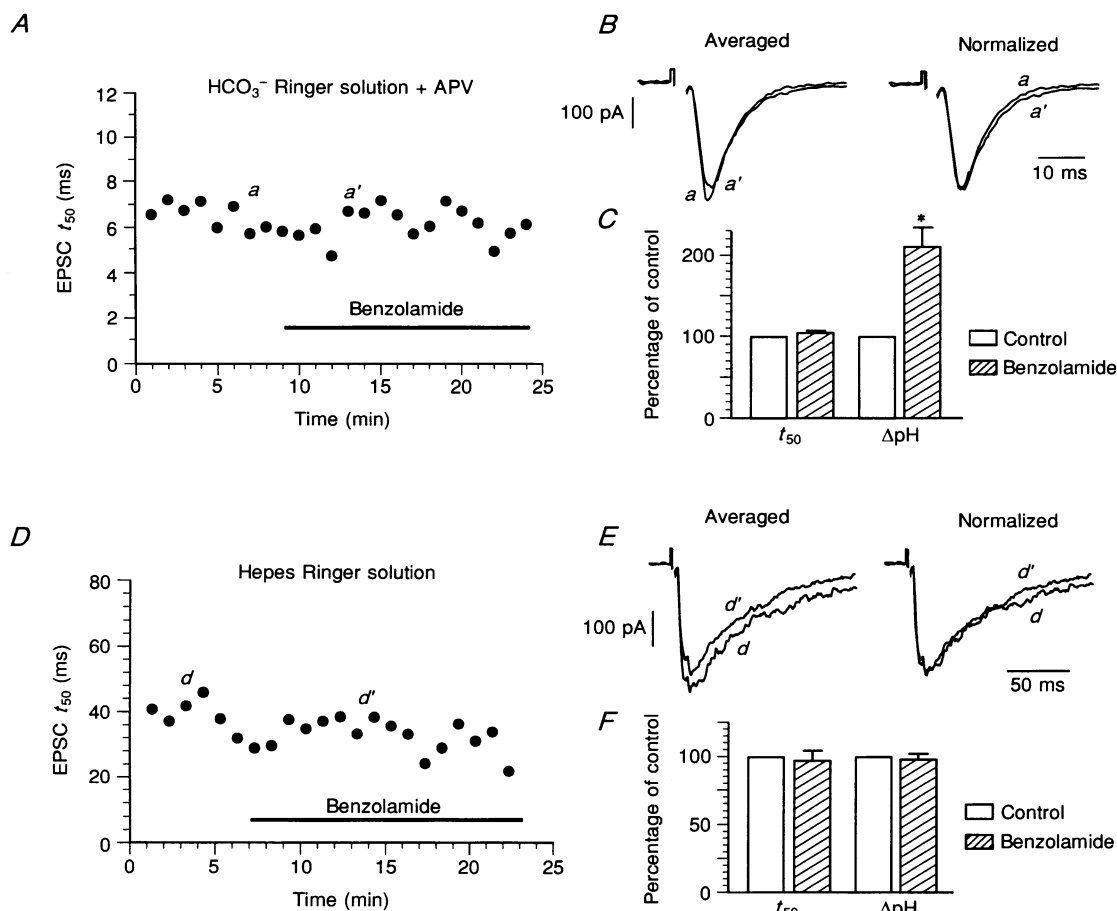 A
HCO₃⁻ Ringer solution + APV
EPSC t₅₀ (ms)
12
10
8
6
4
2
0
a
a'
Benzolamide
0
5
10
15
20
25
Time (min)
B
Averaged
Normalized
100 pA
a
a'
a
a'
10 ms
C
Percentage of control
200
100
0
*
t₅₀
ΔpH
Control
Benzolamide
D
Hepes Ringer solution
EPSC t₅₀ (ms)
80
60
40
20
0
d
d'
Benzolamide
0
5
10
15
20
25
Time (min)
E
Averaged
Normalized
100 pA
d'
d
d'
d
50 ms
F
Percentage of control
100
50
0
t₅₀
ΔpH
Control
Benzolamide